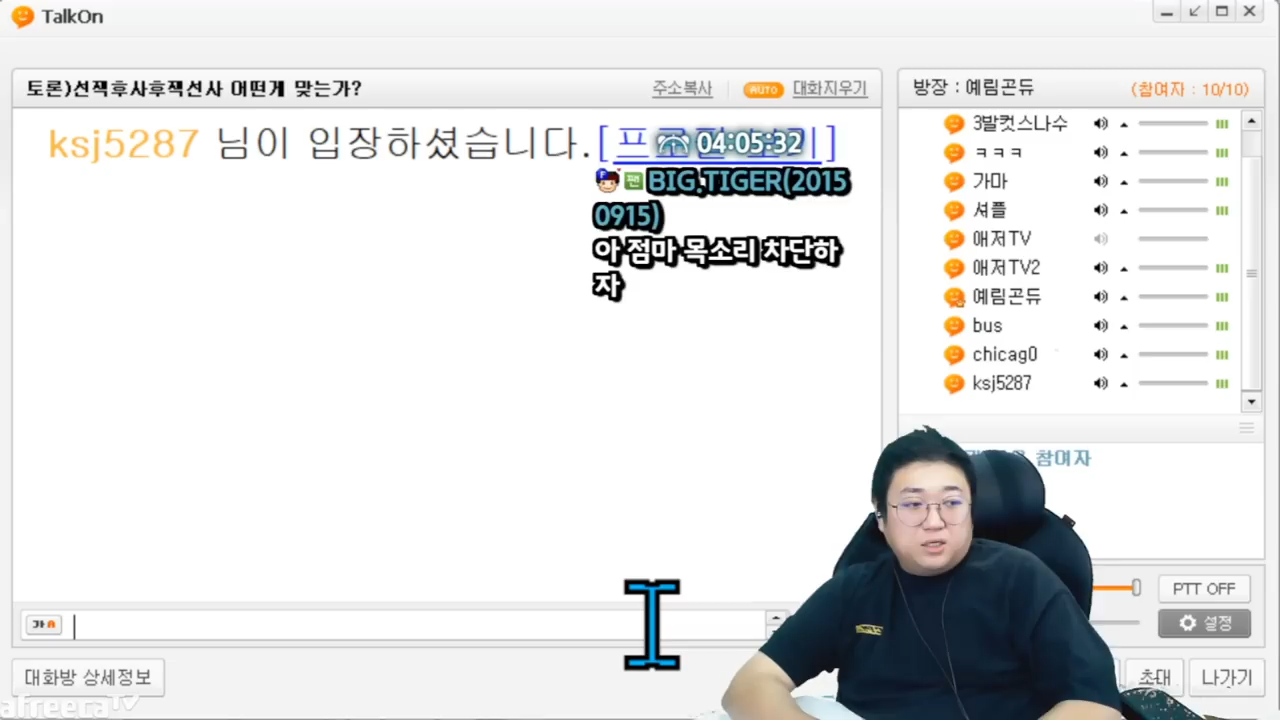 TalkOn
토론)선잭후사후잭선사 어떤게 맞는가?
주소복사
AUTO
대화지우기
방장 : 예림곤듀
(참여자 : 10/10)
ksj5287 님이 입장하셨습니다.
04:05:32
BIG.TIGER(2015
0915)
아 점마 목소리 차단하
자
3발컷스나수
ㅋㅋㅋ
가마
셔플
애저TV
애저TV2
예림곤듀
bus
chicag0
ksj5287
참여자
PTT OFF
가A
설정
대화방 상세정보
초대
나가기
afreeraTV